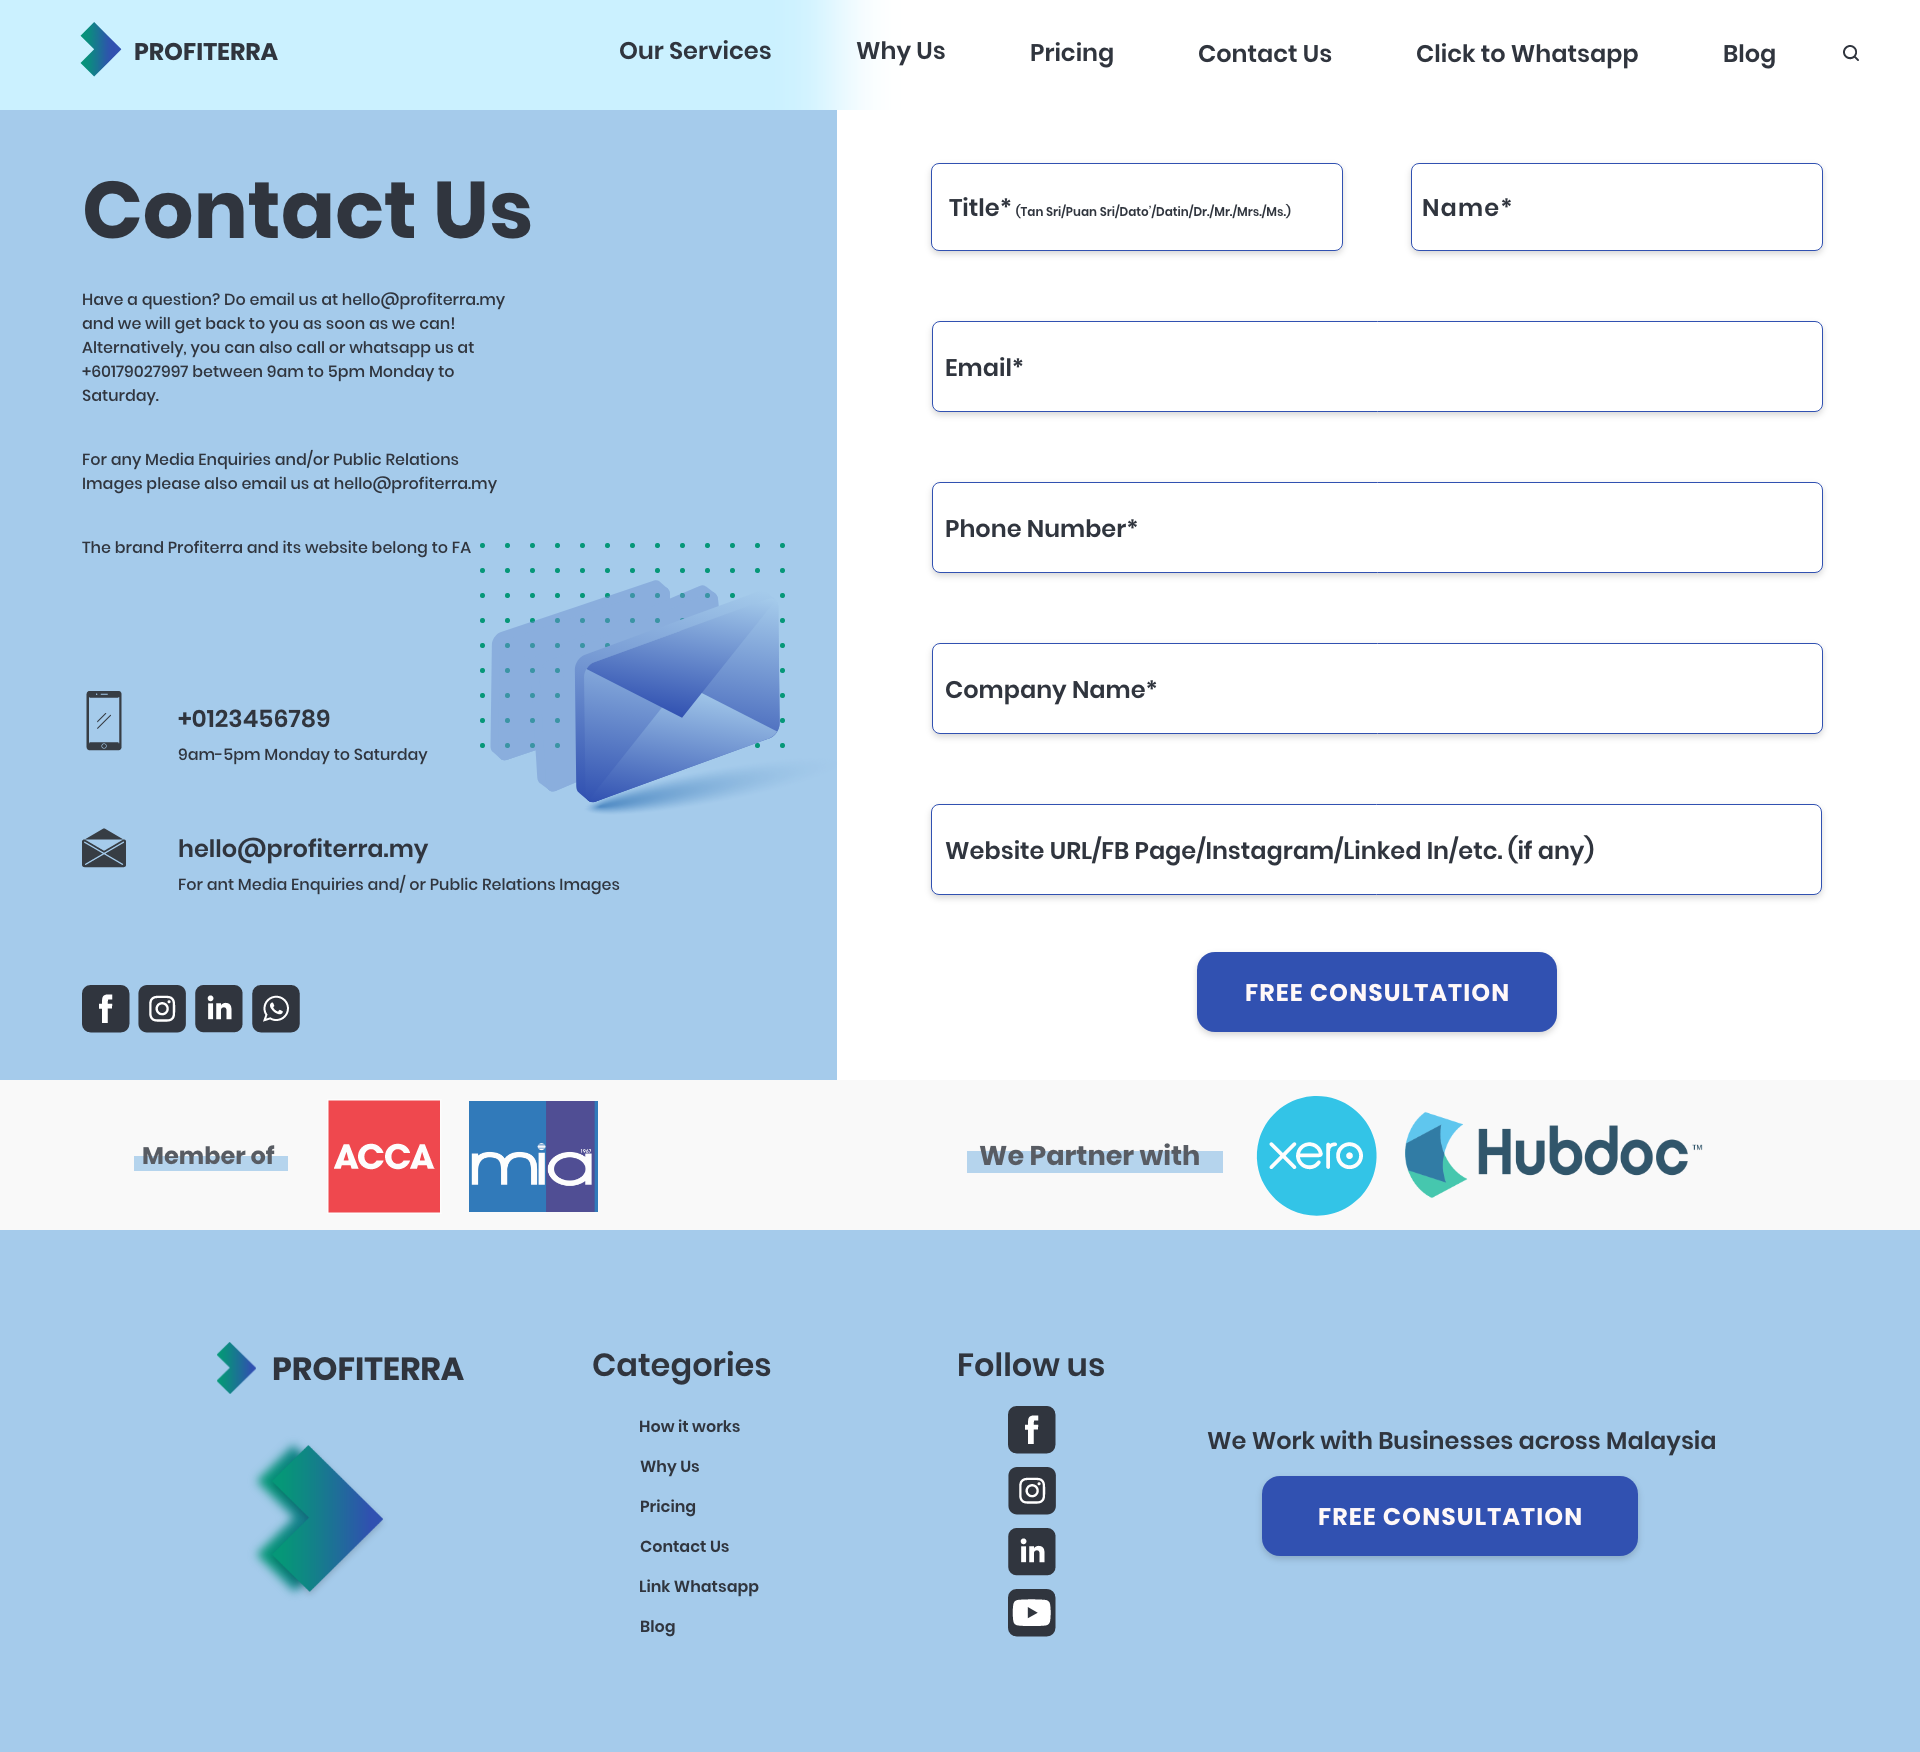 PROFITERRA
Our Services
Why Us
Pricing
Contact Us
Click to Whatsapp
Blog
Contact Us
Have a question? Do email us at hello@profiterra.my
and we will get back to you as soon as we can!
Alternatively, you can also call or whatsapp us at
+60179027997 between 9am to 5pm Monday to
Saturday.
For any Media Enquiries and/or Public Relations
Images please also email us at hello@profiterra.my
The brand Profiterra and its website belong to FA
+0123456789
9am-5pm Monday to Saturday
hello@profiterra.my
For ant Media Enquiries and/ or Public Relations Images
Title* (Tan Sri/Puan Sri/Dato'/Datin/Dr./Mr./Mrs./Ms.)
Name*
Email*
Phone Number*
Company Name*
Website URL/FB Page/Instagram/Linked In/etc. (if any)
FREE CONSULTATION
Member of
ACCA
mia
1967
We Partner with
xero
Hubdoc™
PROFITERRA
Categories
How it works
Why Us
Pricing
Contact Us
Link Whatsapp
Blog
Follow us
We Work with Businesses across Malaysia
FREE CONSULTATION